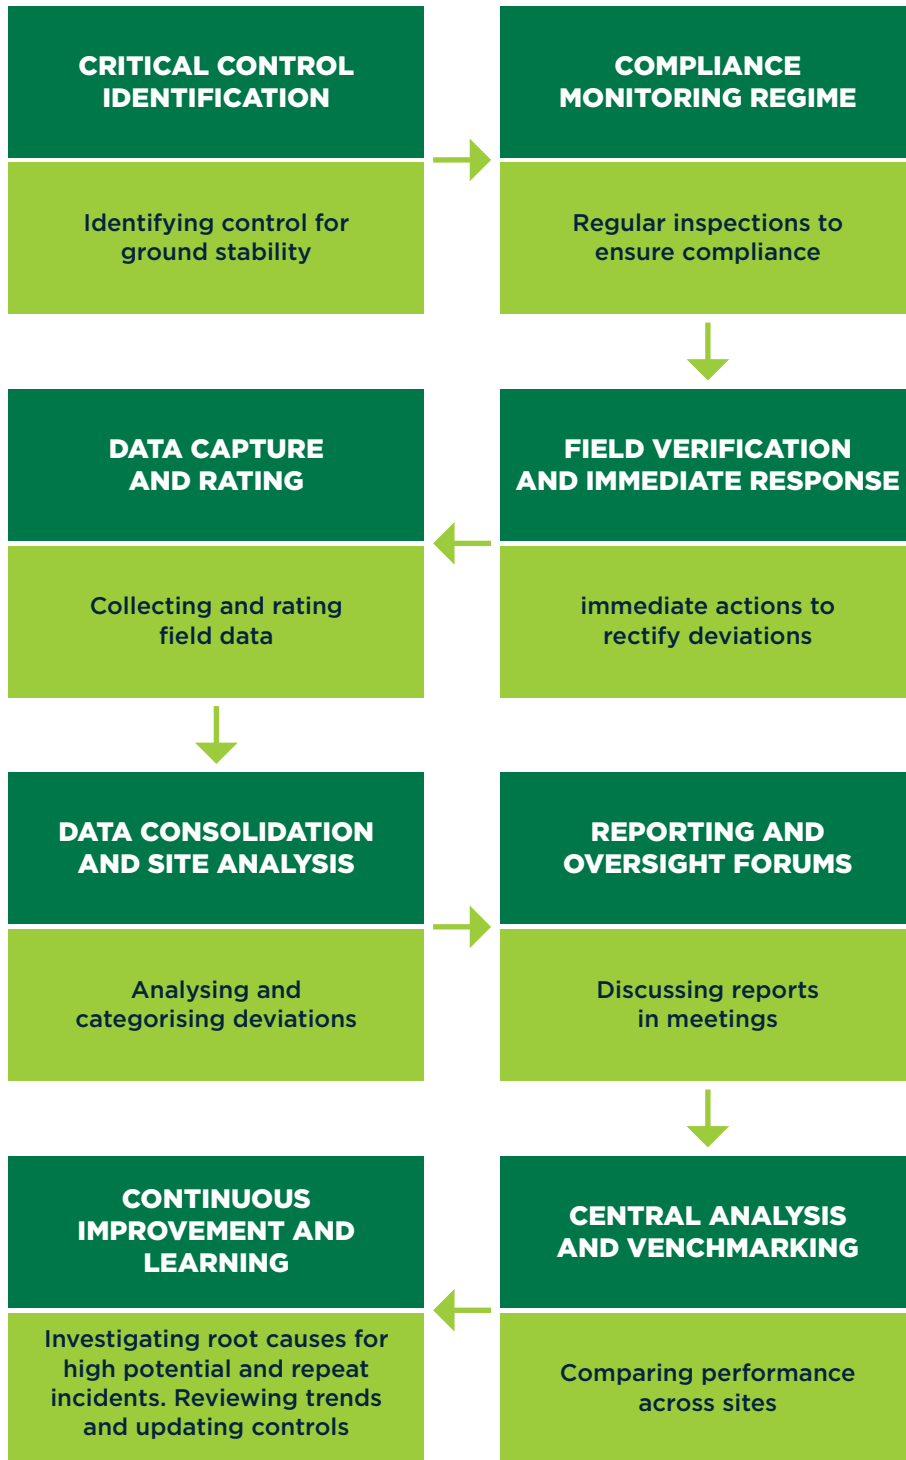 CRITICAL CONTROL
IDENTIFICATION
Identifying control for
ground stability
COMPLIANCE
MONITORING REGIME
Regular inspections to
ensure compliance
FIELD VERIFICATION
AND IMMEDIATE RESPONSE
immediate actions to
rectify deviations
DATA CAPTURE
AND RATING
Collecting and rating
field data
DATA CONSOLIDATION
AND SITE ANALYSIS
Analysing and
categorising deviations
REPORTING AND
OVERSIGHT FORUMS
Discussing reports
in meetings
CENTRAL ANALYSIS
AND VENCHMARKING
Comparing performance
across sites
CONTINUOUS
IMPROVEMENT AND
LEARNING
Investigating root causes for
high potential and repeat
incidents. Reviewing trends
and updating controls